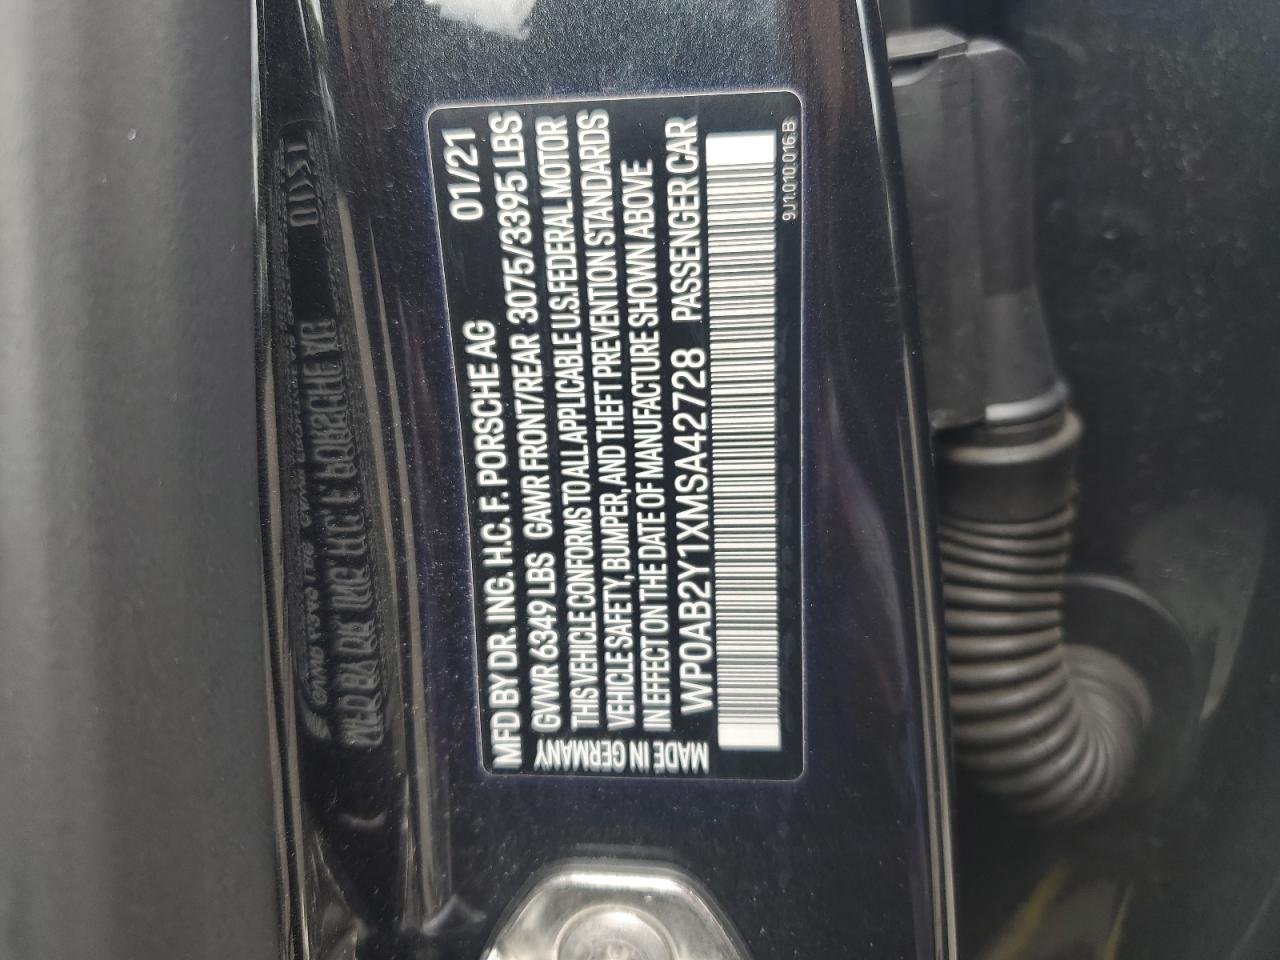 MFD BY DR. ING. H.C. F. PORSCHE AG 01/21
GVWR 6349 LBS GAWR FRONT/REAR 3075/3395 LBS
THIS VEHICLE CONFORMS TO ALL APPLICABLE U.S. FEDERAL MOTOR
VEHICLE SAFETY, BUMPER, AND THEFT PREVENTION STANDARDS
IN EFFECT ON THE DATE OF MANUFACTURE SHOWN ABOVE
WP0AB2Y1XMSA42728 PASSENGER CAR
MADE IN GERMANY
9J1.010.016.B